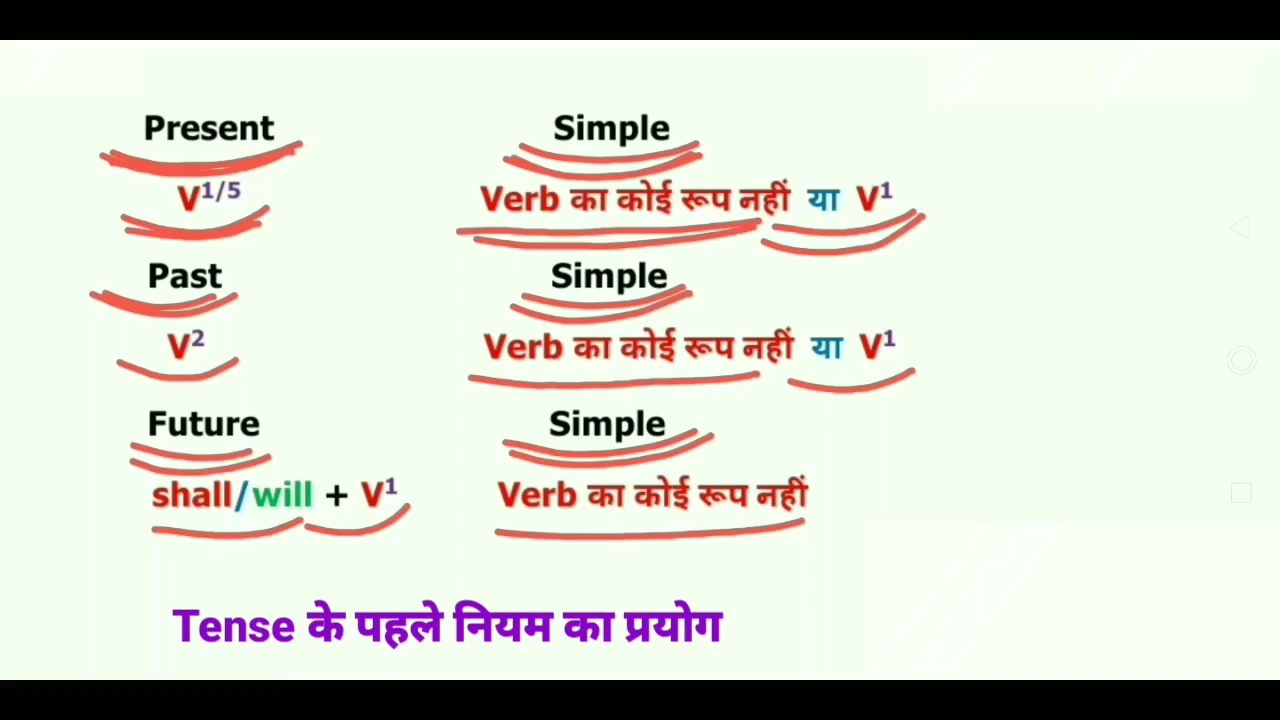 Present Simple
V1/5 Verb का कोई रूप नहीं या V1
Past Simple
V2 Verb का कोई रूप नहीं या V1
Future Simple
shall/will + V1 Verb का कोई रूप नहीं
Tense के पहले नियम का प्रयोग